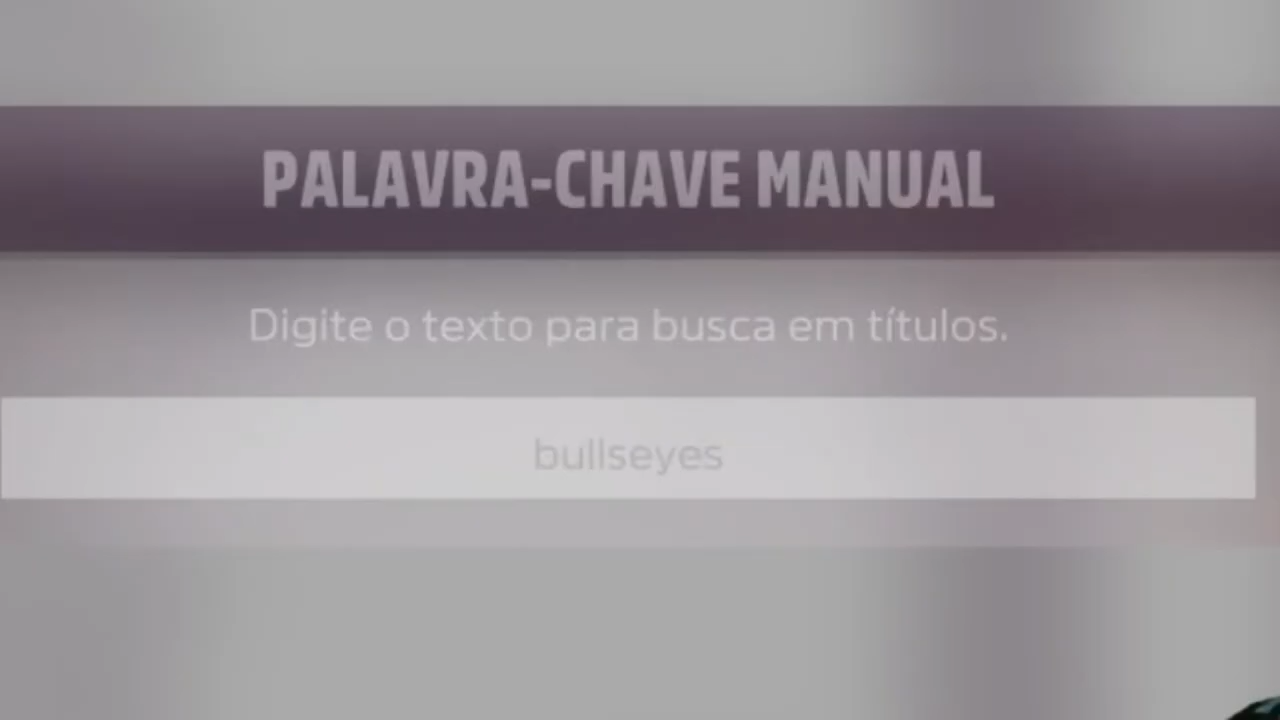 PALAVRA-CHAVE MANUAL
Digite o texto para busca em títulos.
bullseyes